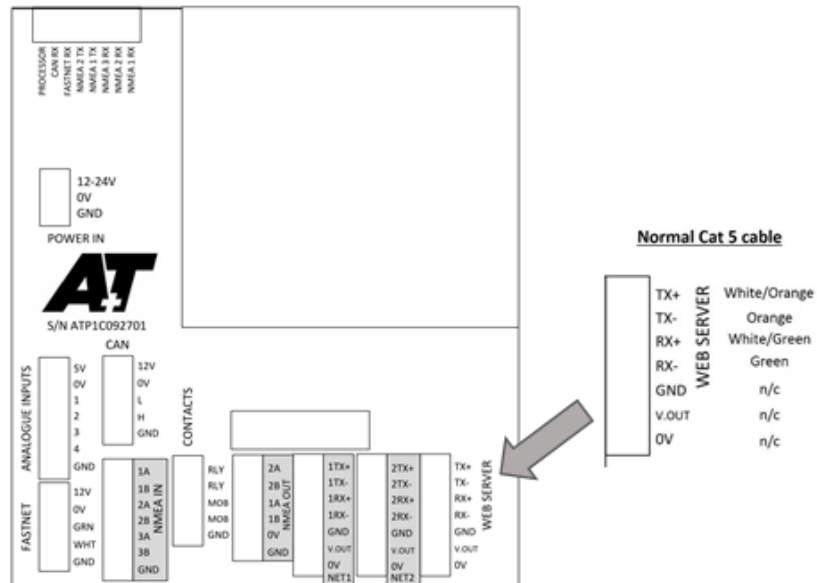 PROCESSOR
CAN RX
FASTNET RX
NMEA 2 TX
NMEA 1 TX
NMEA 3 RX
NMEA 2 RX
NMEA 1 RX
12-24V
0V
GND
POWER IN
A+T
S/N ATP1C092701
CAN
12V
0V
L
H
GND
ANALOGUE INPUTS
5V
0V
1
2
3
4
GND
FASTNET
12V
0V
GRN
WHT
GND
NMEA IN
1A
1B
2A
2B
3A
3B
GND
CONTACTS
RLY
RLY
MOB
MOB
GND
NMEA OUT
2A
2B
1A
1B
0V
GND
1TX+
1TX-
1RX+
1RX-
GND
V.OUT
0V
NET1
2TX+
2TX-
2RX+
2RX-
GND
V.OUT
0V
NET2
TX+
TX-
RX+
RX-
GND
V.OUT
0V
WEB SERVER
Normal Cat 5 cable
WEB SERVER
TX+ White/Orange
TX- Orange
RX+ White/Green
RX- Green
GND n/c
V.OUT n/c
0V n/c